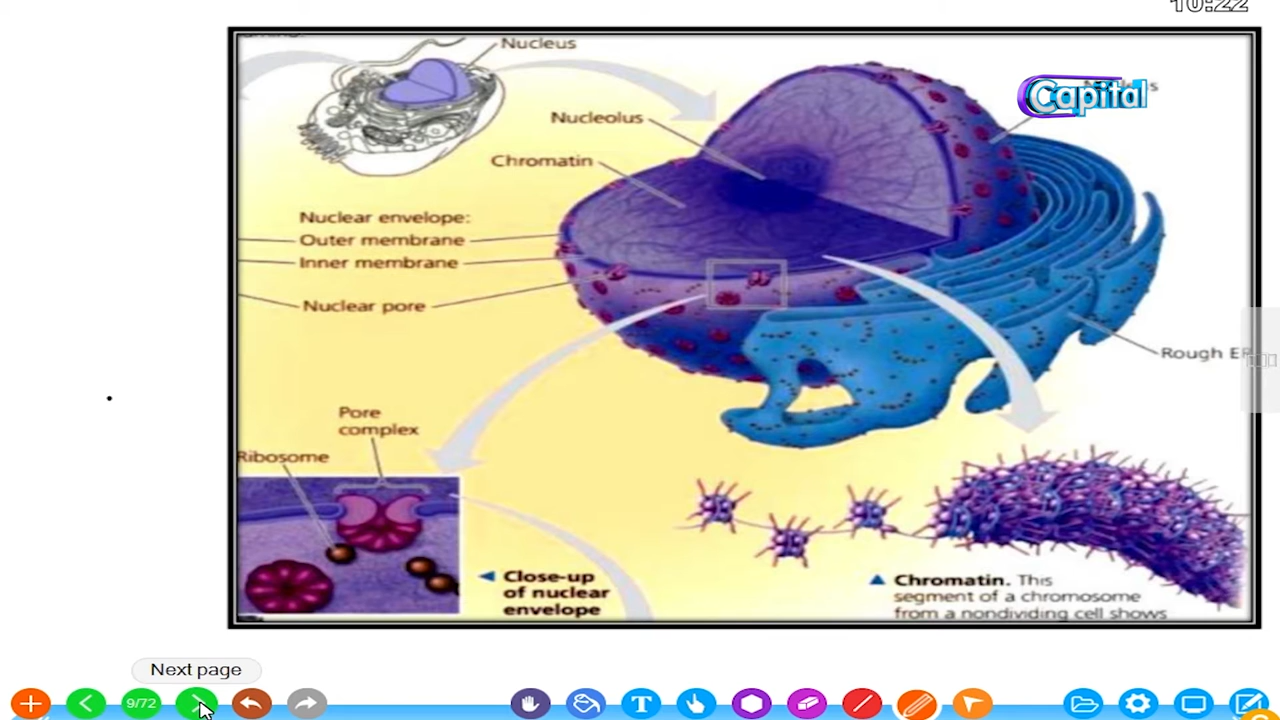 10:22
Nucleus
Capital
Nucleolus
Chromatin
Nuclear envelope:
Outer membrane
Inner membrane
Nuclear pore
Rough ER
Pore
complex
Ribosome
Close-up
of nuclear
envelope
Chromatin. This
segment of a chromosome
from a nondividing cell shows
Next page
9/72
T